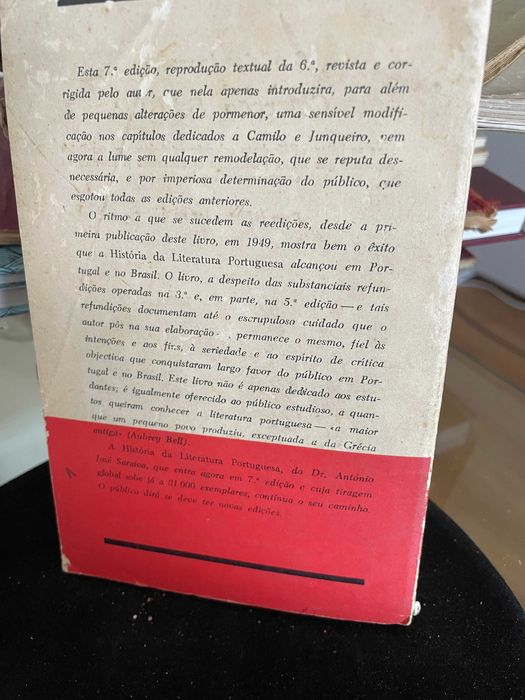 Esta 7.ª edição, reprodução textual da 6.ª, revista e cor-
rigida pelo autor, que nela apenas introduzira, para além
de pequenas alterações de pormenor, uma sensível modifi-
cação nos capítulos dedicados a Camilo e Junqueiro, vem
agora a lume sem qualquer remodelação, que se reputa des-
necessária, e por imperiosa determinação do público, que
esgotou todas as edições anteriores.
O ritmo a que se sucedem as reedições, desde a pri-
meira publicação deste livro, em 1949, mostra bem o êxito
que a História da Literatura Portuguesa alcançou em Por-
tugal e no Brasil. O livro, a despeito das substanciais refun-
dições operadas na 3.ª e, em parte, na 5.ª edição — e tais
refundições documentam até o escrupuloso cuidado que o
autor pôs na sua elaboração -, permanece o mesmo, fiel às
intenções e aos fins, à seriedade e ao espírito de crítica
objectiva que conquistaram largo favor do público em Por-
tugal e no Brasil. Este livro não é apenas dedicado aos estu-
dantes; é igualmente oferecido ao público estudioso, a quan-
tos queiram conhecer a literatura portuguesa — «a maior
que um pequeno povo produziu, exceptuada a da Grécia
antiga» (Aubrey Bell).
A História da Literatura Portuguesa, do Dr. António
José Saraiva, que entra agora em 7.ª edição e cuja tiragem
global sobe já a 31 000 exemplares, continua o seu caminho.
O público dirá se deve ter novas edições.